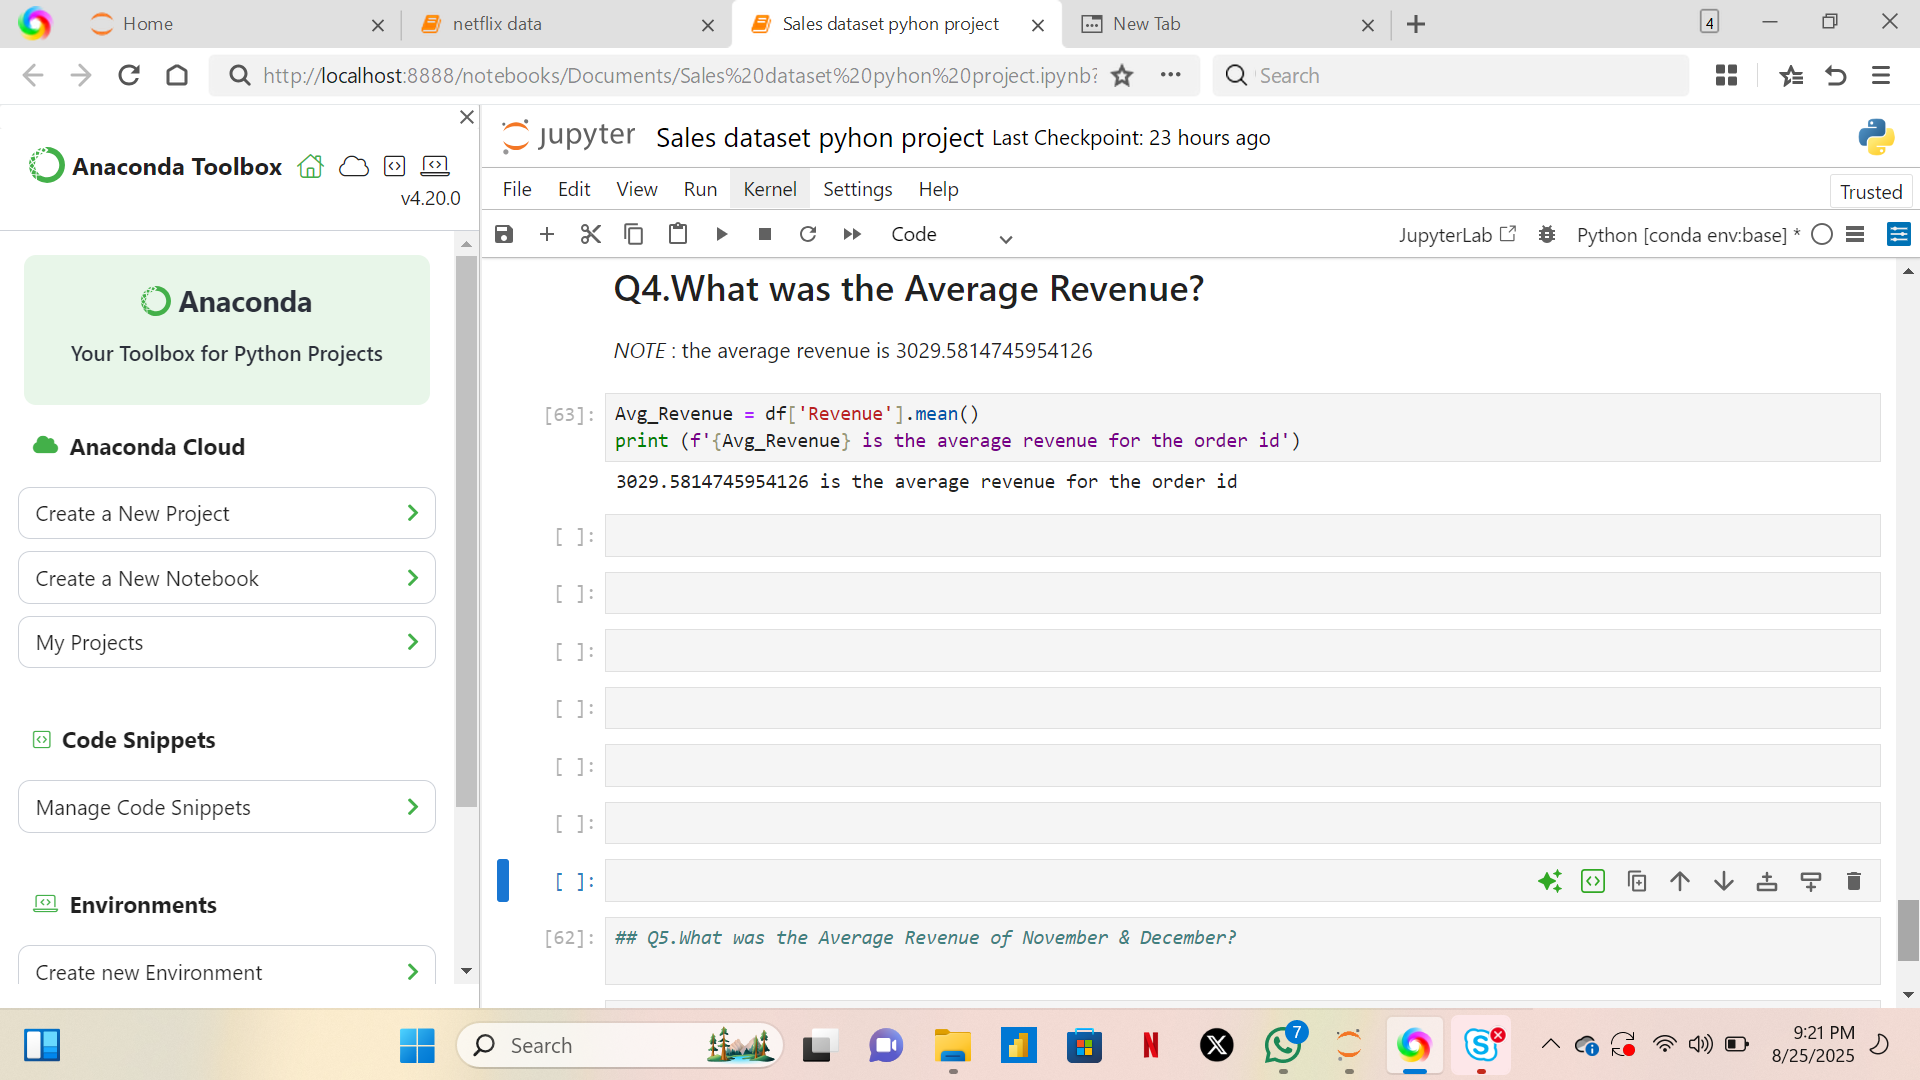 Home
netflix data
Sales dataset pyhon project
New Tab
4
http://localhost:8888/notebooks/Documents/Sales%20dataset%20pyhon%20project.ipynb?
Search
Anaconda Toolbox
v4.20.0
Anaconda
Your Toolbox for Python Projects
Anaconda Cloud
Create a New Project
Create a New Notebook
My Projects
Code Snippets
Manage Code Snippets
Environments
Create new Environment
jupyter Sales dataset pyhon project Last Checkpoint: 23 hours ago
File Edit View Run Kernel Settings Help
Trusted
Code
JupyterLab
Python [conda env:base] *
Q4.What was the Average Revenue?
NOTE : the average revenue is 3029.5814745954126
[63]: Avg_Revenue = df['Revenue'].mean()
print (f'{Avg_Revenue} is the average revenue for the order id')
3029.5814745954126 is the average revenue for the order id
[ ]:
[ ]:
[ ]:
[ ]:
[ ]:
[ ]:
[ ]:
[62]: ## Q5.What was the Average Revenue of November & December?
Search
N
X
7
S
9:21 PM
8/25/2025